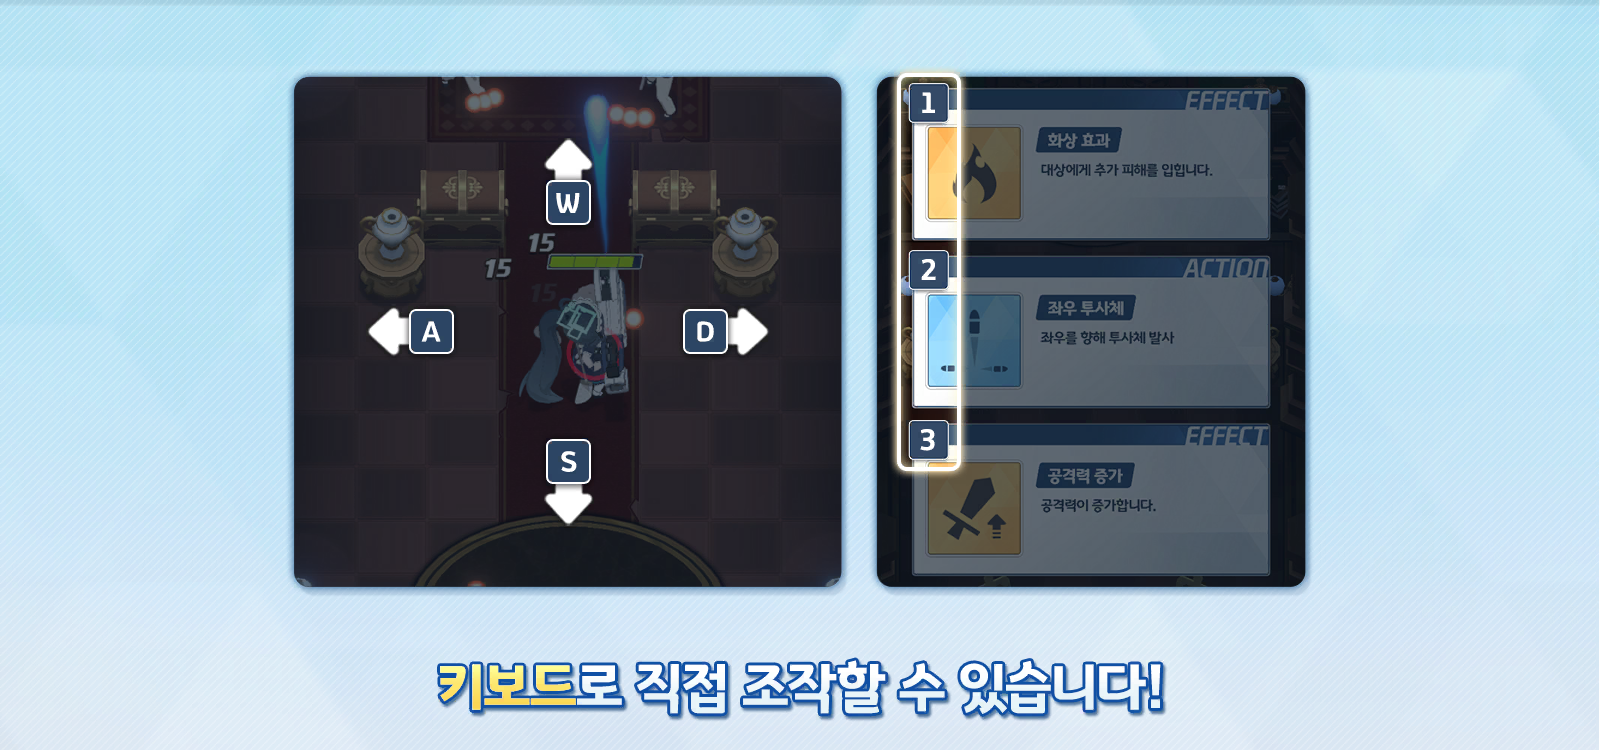 W
15
15
15
A
D
S
1
EFFECT
화상 효과
대상에게 추가 피해를 입힙니다.
2
ACTION
좌우 투사체
좌우를 향해 투사체 발사
3
EFFECT
공격력 증가
공격력이 증가합니다.
키보드로 직접 조작할 수 있습니다!